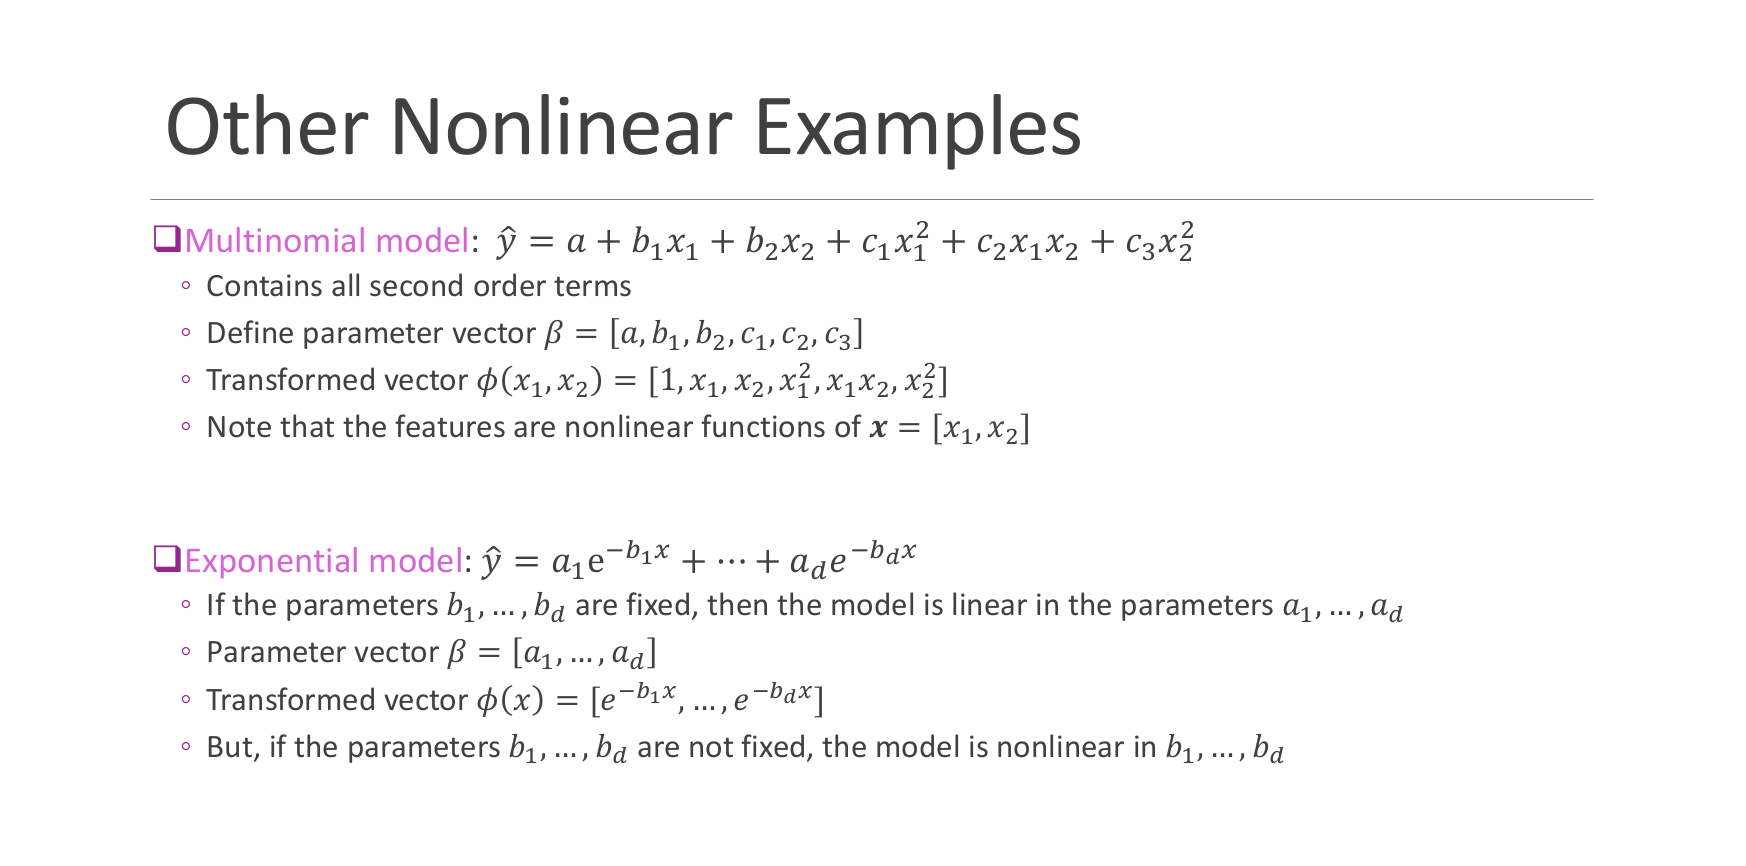 Other Nonlinear Examples
❑Multinomial model: ŷ = a + b₁x₁ + b₂x₂ + c₁x₁² + c₂x₁x₂ + c₃x₂²
◦ Contains all second order terms
◦ Define parameter vector β = [a, b₁, b₂, c₁, c₂, c₃]
◦ Transformed vector ϕ(x₁, x₂) = [1, x₁, x₂, x₁², x₁x₂, x₂²]
◦ Note that the features are nonlinear functions of 𝒙 = [x₁, x₂]
❑Exponential model: ŷ = a₁e^{−b₁x} + ⋯ + a_d e^{−b_d x}
◦ If the parameters b₁, … , b_d are fixed, then the model is linear in the parameters a₁, … , a_d
◦ Parameter vector β = [a₁, … , a_d]
◦ Transformed vector ϕ(x) = [e^{−b₁x}, … , e^{−b_d x}]
◦ But, if the parameters b₁, … , b_d are not fixed, the model is nonlinear in b₁, … , b_d